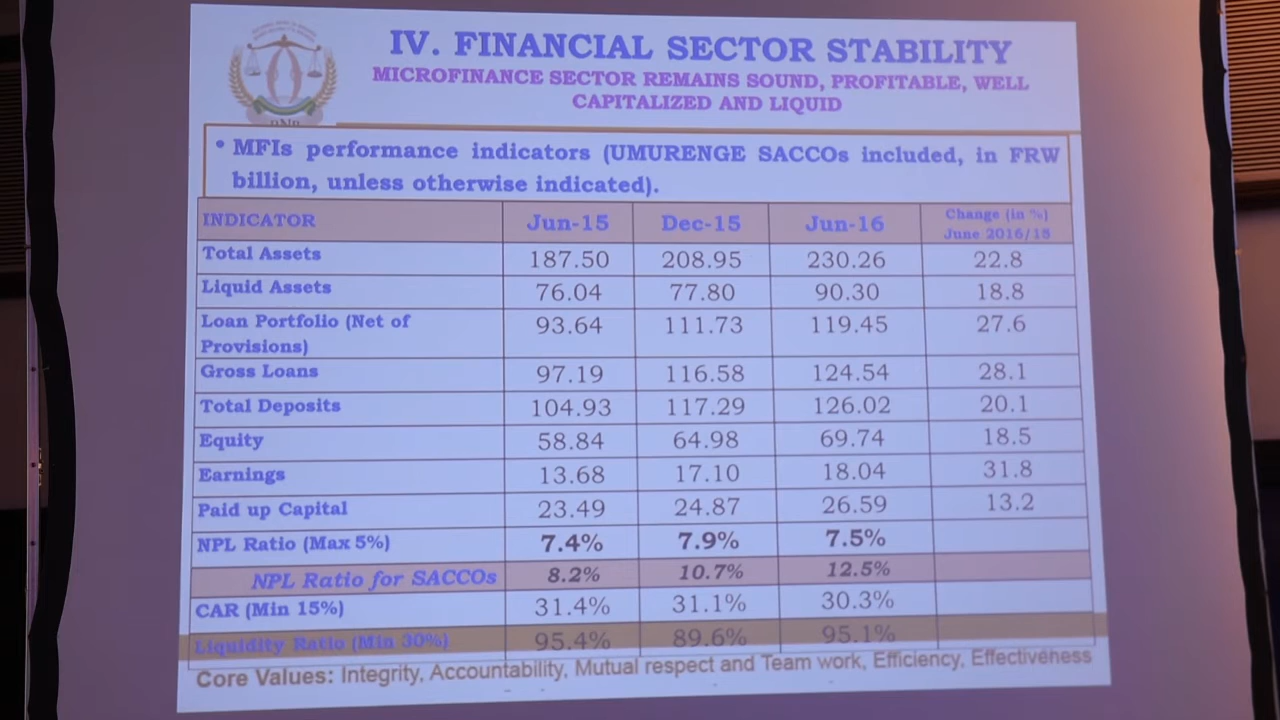 IV. FINANCIAL SECTOR STABILITY
MICROFINANCE SECTOR REMAINS SOUND, PROFITABLE, WELL
CAPITALIZED AND LIQUID
• MFIs performance indicators (UMURENGE SACCOs included, in FRW
billion, unless otherwise indicated).
INDICATOR Jun-15 Dec-15 Jun-16 Change (in %)
June 2016/15
Total Assets 187.50 208.95 230.26 22.8
Liquid Assets 76.04 77.80 90.30 18.8
Loan Portfolio (Net of
Provisions) 93.64 111.73 119.45 27.6
Gross Loans 97.19 116.58 124.54 28.1
Total Deposits 104.93 117.29 126.02 20.1
Equity 58.84 64.98 69.74 18.5
Earnings 13.68 17.10 18.04 31.8
Paid up Capital 23.49 24.87 26.59 13.2
NPL Ratio (Max 5%) 7.4% 7.9% 7.5%
NPL Ratio for SACCOs 8.2% 10.7% 12.5%
CAR (Min 15%) 31.4% 31.1% 30.3%
Liquidity Ratio (Min 30%) 95.4% 89.6% 95.1%
Core Values: Integrity, Accountability, Mutual respect and Team work, Efficiency, Effectiveness